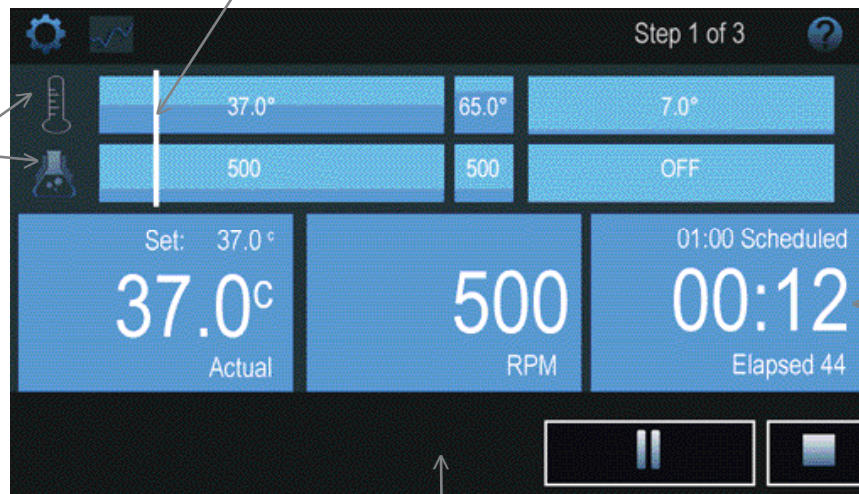 Step 1 of 3 ?
37.0° 65.0° 7.0°
500 500 OFF
Set: 37.0 c
37.0 C
Actual
500
RPM
01:00 Scheduled
00:12
Elapsed 44